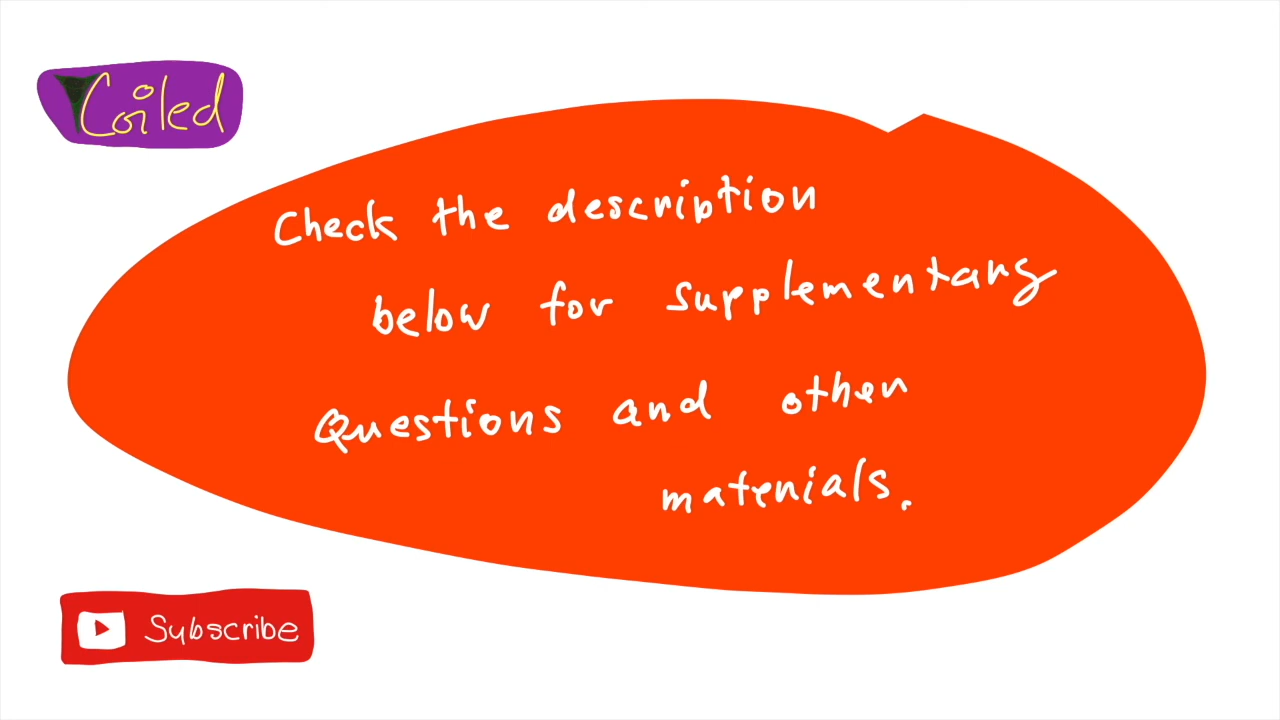 Coiled
Check the description
below for supplementary
Questions and other
materials.
Subscribe